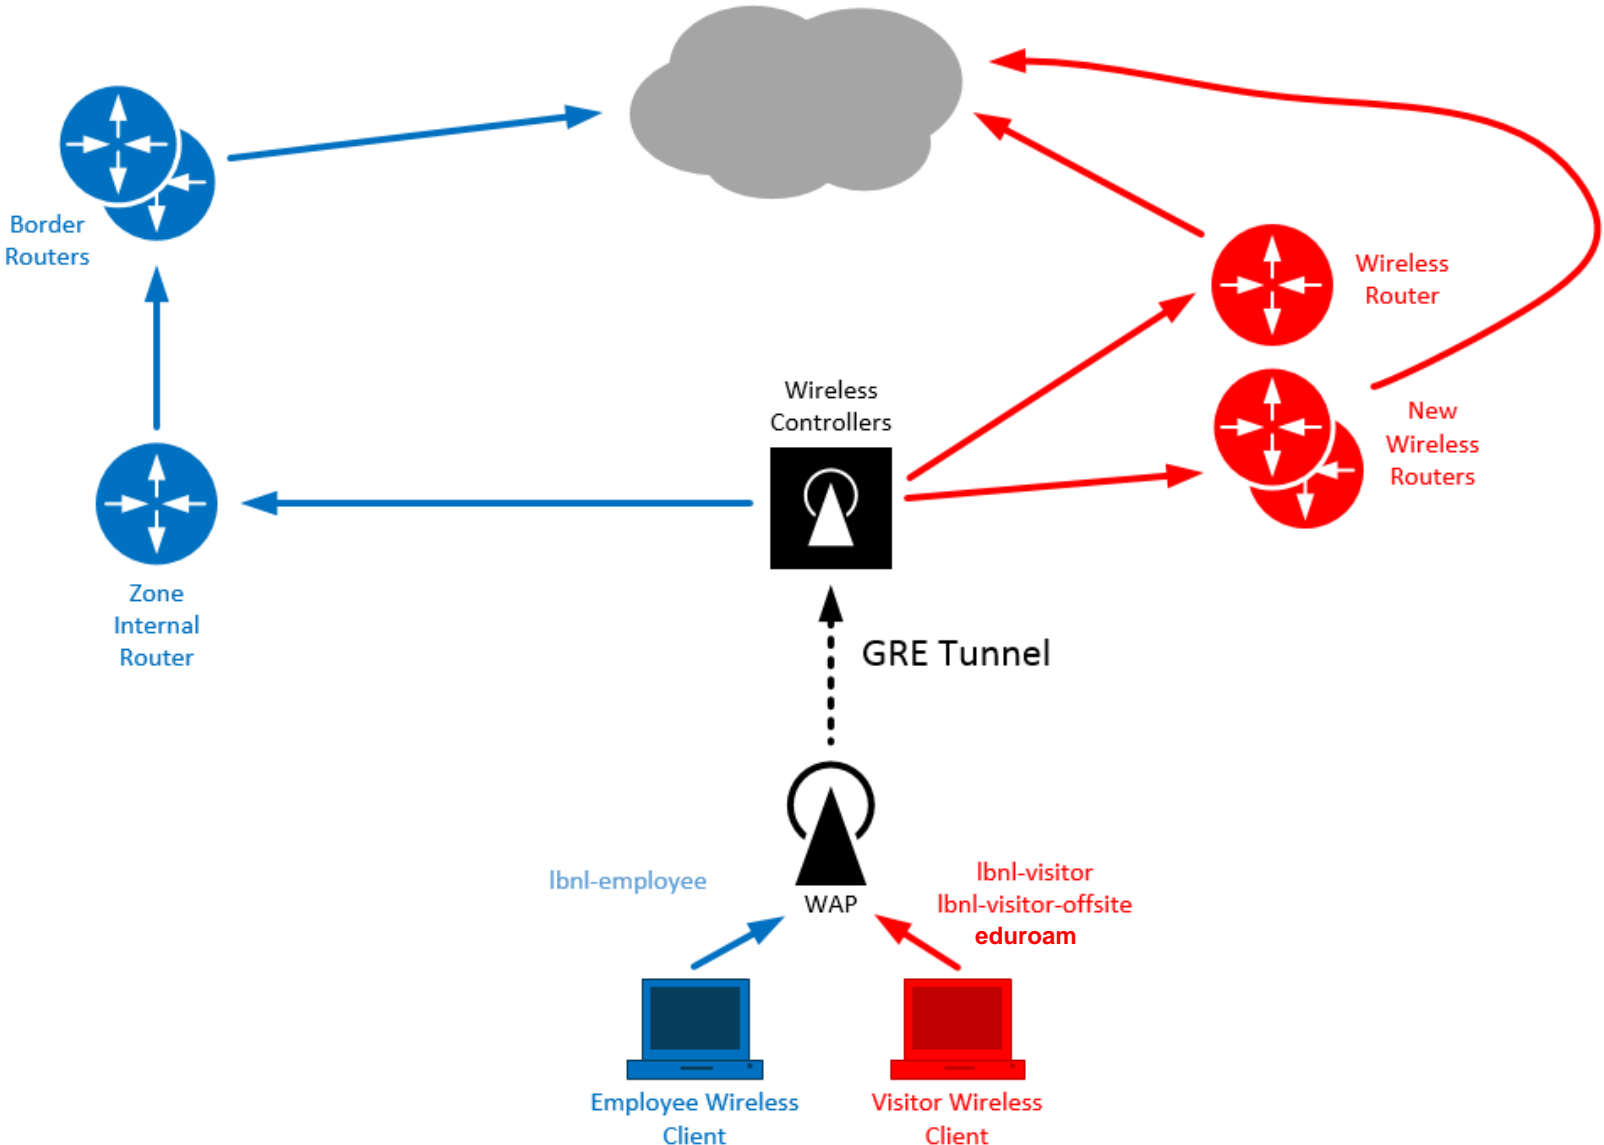 Border
Routers
Wireless
Router
Wireless
Controllers
New
Wireless
Routers
Zone
Internal
Router
GRE Tunnel
lbnl-employee
WAP
lbnl-visitor
lbnl-visitor-offsite
eduroam
Employee Wireless
Client
Visitor Wireless
Client